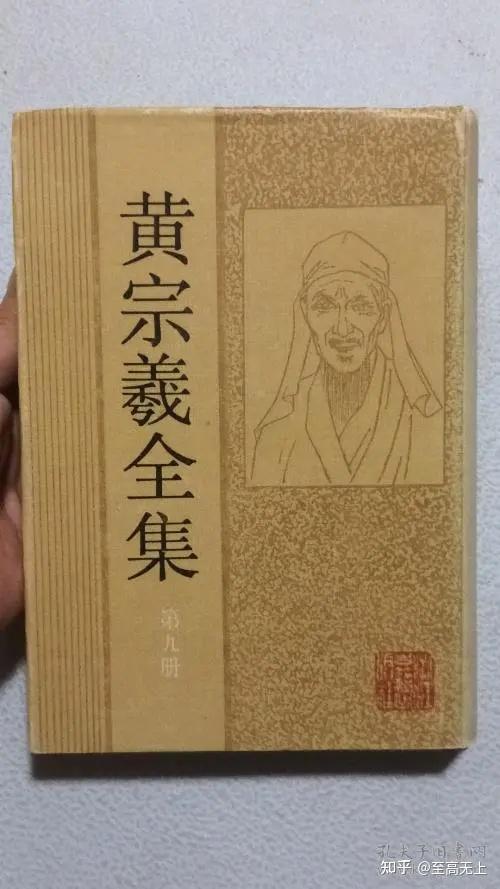 黄宗羲全集
第九册
孔夫子旧书网
知乎 @至高无上